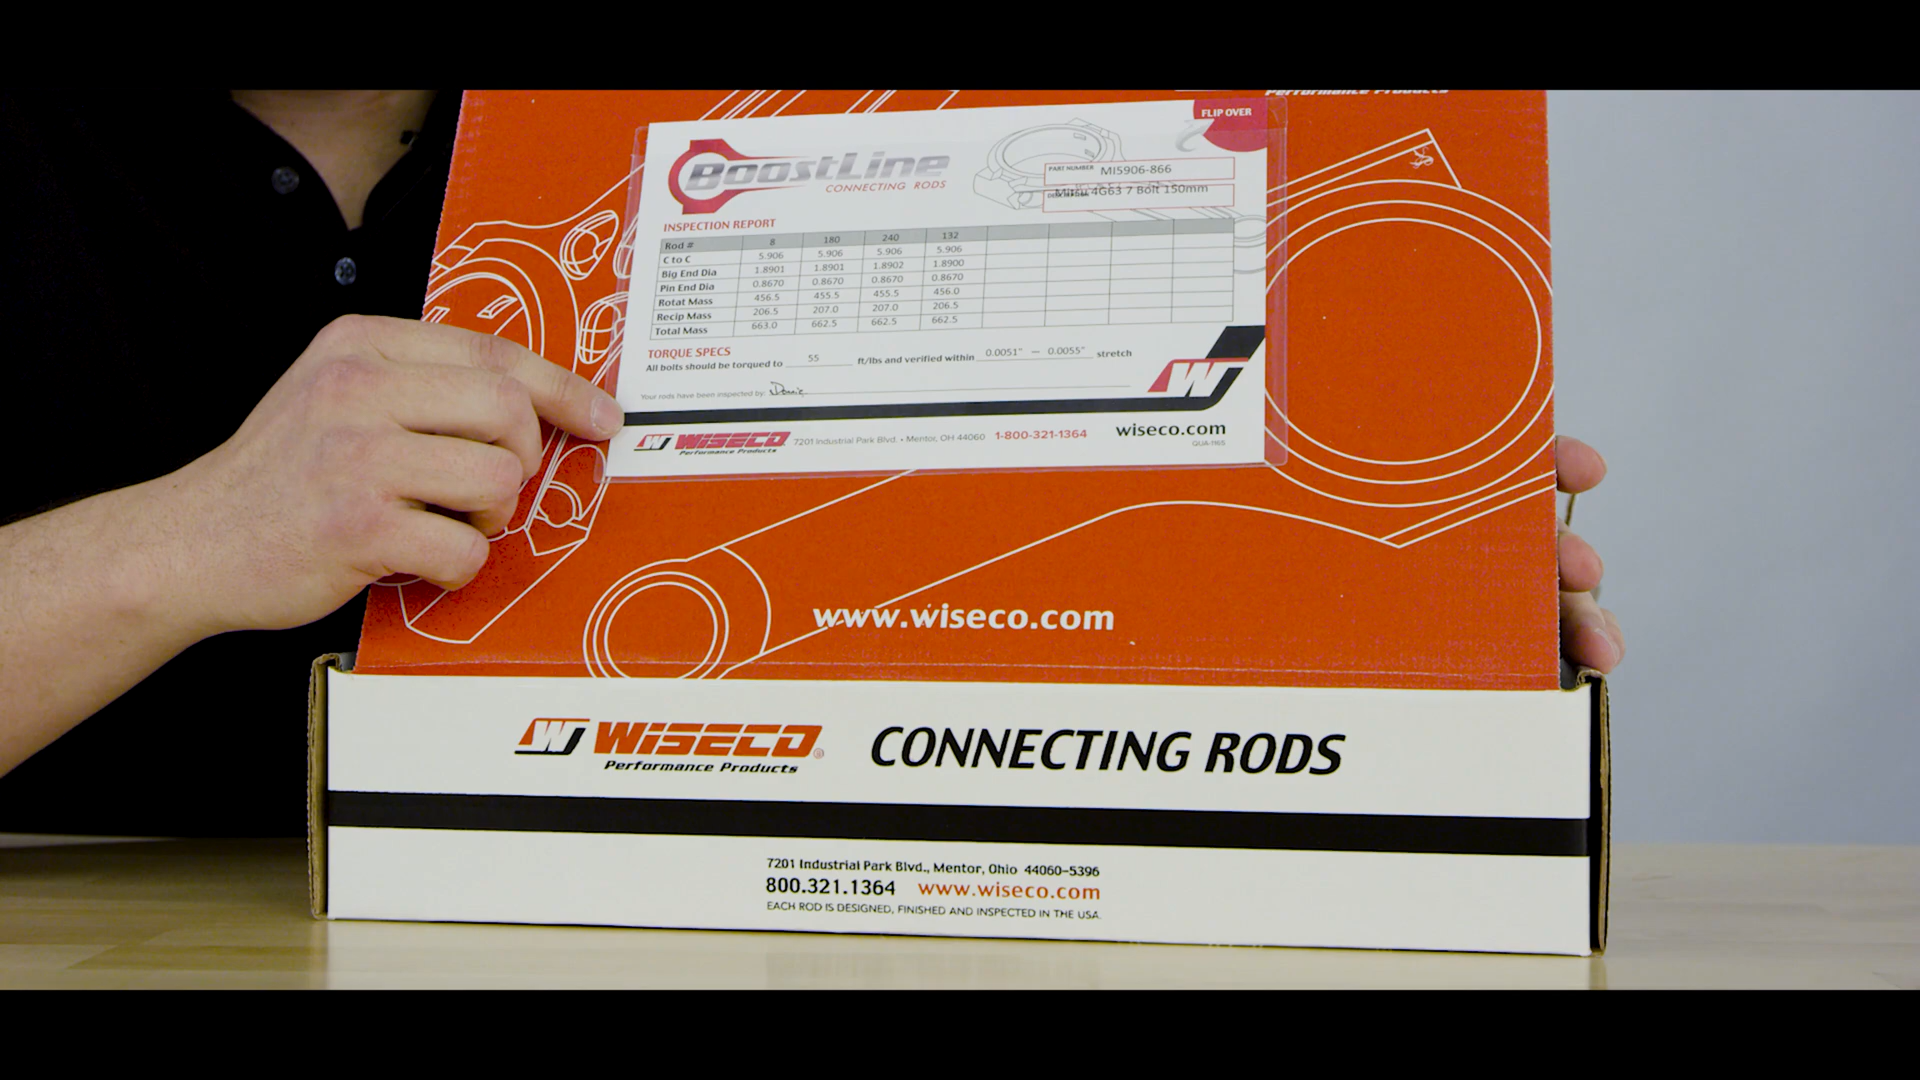 Performance Products
FLIP OVER
BoostLine
CONNECTING RODS
PART NUMBER MI5906-866
Mitsu 4G63 7 Bolt 150mm
INSPECTION REPORT
Rod # 8 180 240 132
C to C 5.906 5.906 5.906 5.906
Big End Dia 1.8901 1.8901 1.8902 1.8900
Pin End Dia 0.8670 0.8670 0.8670 0.8670
Rotat Mass 456.5 455.5 455.5 456.0
Recip Mass 206.5 207.0 207.0 206.5
Total Mass 663.0 662.5 662.5 662.5
TORQUE SPECS
All bolts should be torqued to 55 ft/lbs and verified within 0.0051" — 0.0055" stretch
Your rods have been inspected by:
W WISECO 7201 Industrial Park Blvd. • Mentor, OH 44060 1-800-321-1364 wiseco.com
Performance Products
QUA-1165
www.wiseco.com
W WISECO® CONNECTING RODS
Performance Products
7201 Industrial Park Blvd., Mentor, Ohio 44060-5396
800.321.1364 www.wiseco.com
EACH ROD IS DESIGNED, FINISHED AND INSPECTED IN THE USA.